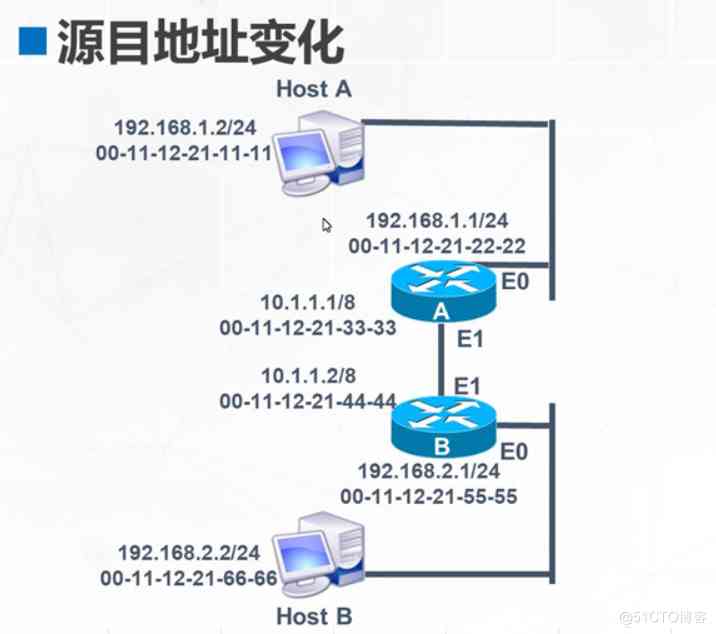 源目地址变化
Host A
192.168.1.2/24
00-11-12-21-11-11
192.168.1.1/24
00-11-12-21-22-22
E0
A
10.1.1.1/8
00-11-12-21-33-33
E1
10.1.1.2/8
E1
00-11-12-21-44-44
B
E0
192.168.2.1/24
00-11-12-21-55-55
192.168.2.2/24
00-11-12-21-66-66
Host B
@51CTO博客